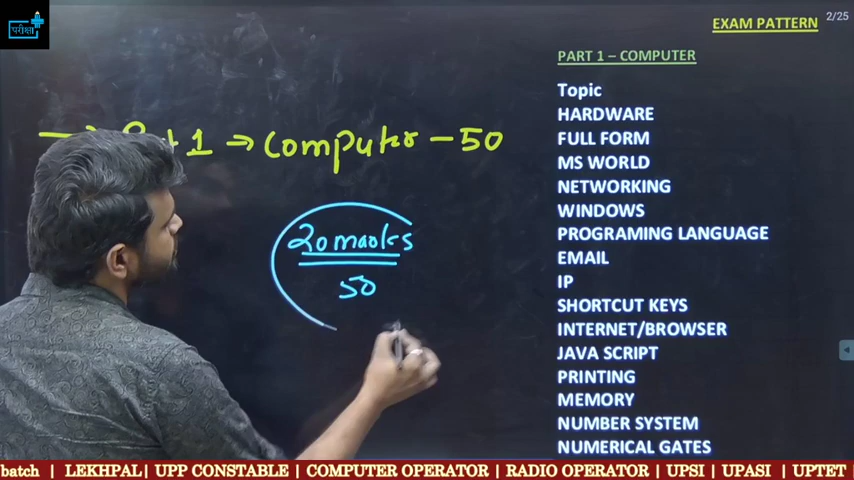 परीक्षा
EXAM PATTERN
2/25
PART 1 – COMPUTER
Topic
HARDWARE
FULL FORM
MS WORLD
NETWORKING
WINDOWS
PROGRAMING LANGUAGE
EMAIL
IP
SHORTCUT KEYS
INTERNET/BROWSER
JAVA SCRIPT
PRINTING
MEMORY
NUMBER SYSTEM
NUMERICAL GATES
1 → Computer – 50
20 marks
50
batch | LEKHPAL| UPP CONSTABLE | COMPUTER OPERATOR | RADIO OPERATOR | UPSI | UPASI | UPTET